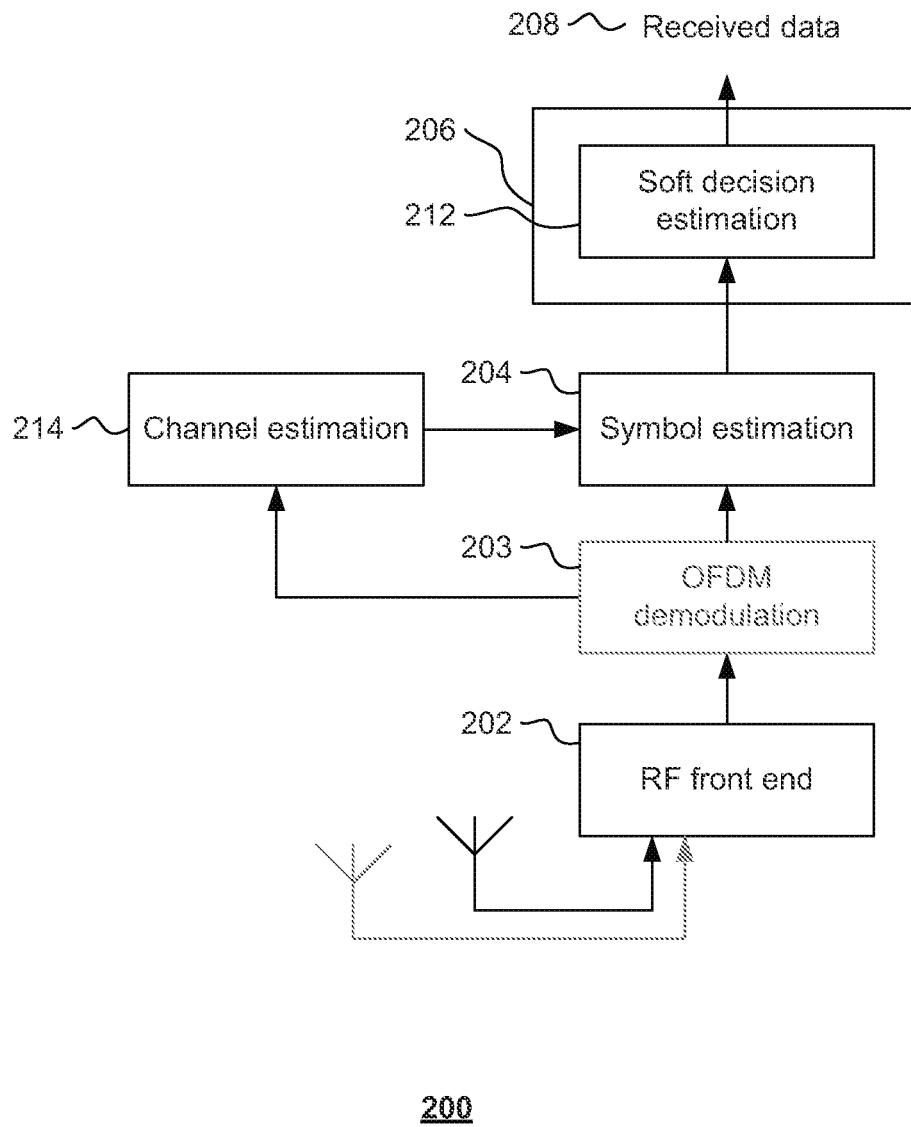 208 Received data
206
Soft decision
estimation
212
204
214 Channel estimation
Symbol estimation
203
OFDM
demodulation
202
RF front end
200